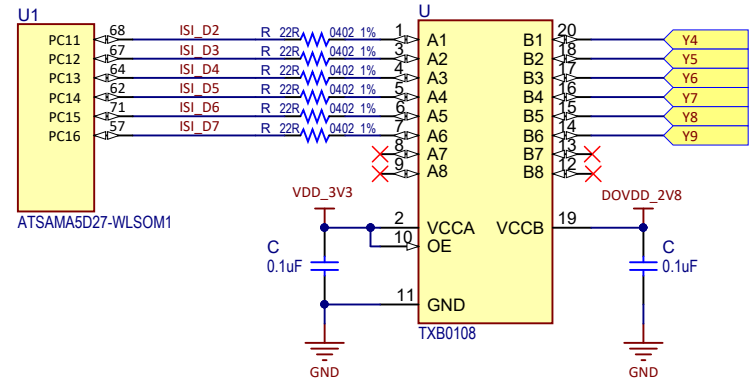 U1
U
PC11 68 ISI_D2 R 22R 0402 1% 1 A1 B1 20 Y4
PC12 67 ISI_D3 R 22R 0402 1% 3 A2 B2 18 Y5
PC13 64 ISI_D4 R 22R 0402 1% 4 A3 B3 17 Y6
PC14 62 ISI_D5 R 22R 0402 1% 5 A4 B4 16 Y7
PC15 71 ISI_D6 R 22R 0402 1% 6 A5 B5 15 Y8
PC16 57 ISI_D7 R 22R 0402 1% 7 A6 B6 14 Y9
8 A7 B7 13
9 A8 B8 12
ATSAMA5D27-WLSOM1
VDD_3V3
DOVDD_2V8
2 VCCA VCCB 19
10 OE
C
0.1uF
C
0.1uF
11 GND
TXB0108
GND
GND